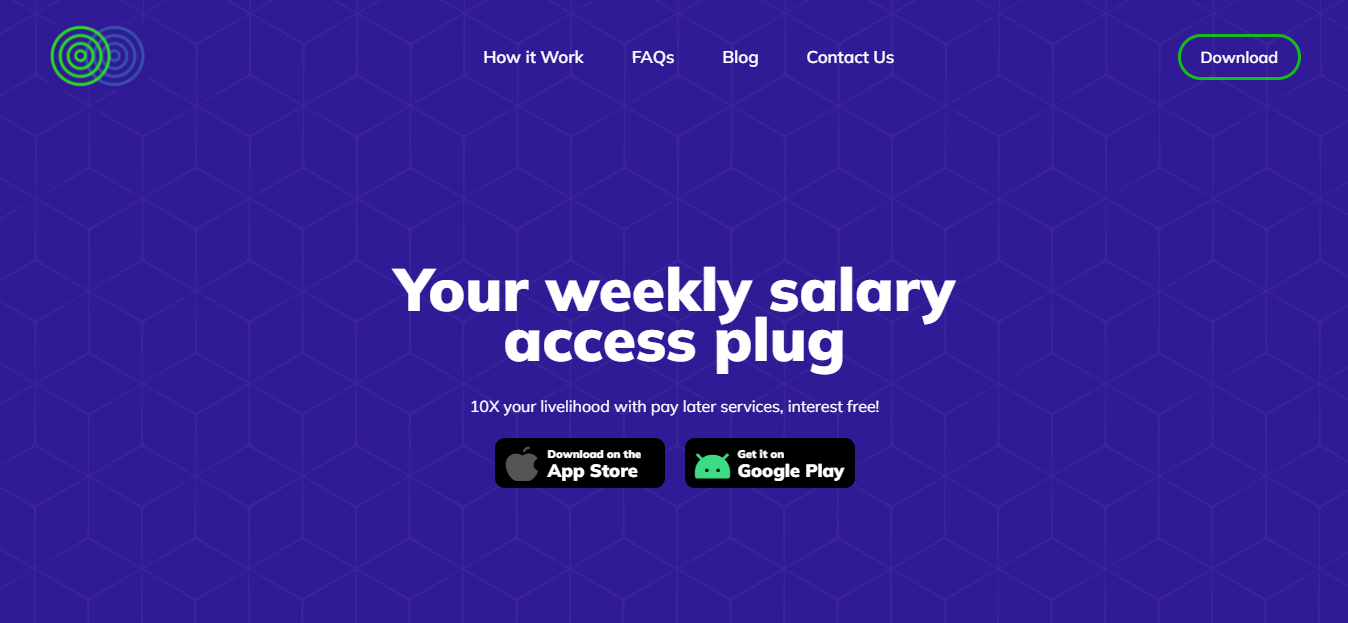 How it Work FAQs Blog Contact Us Download
Your weekly salary
access plug
10X your livelihood with pay later services, interest free!
Download on the
App Store
Get it on
Google Play